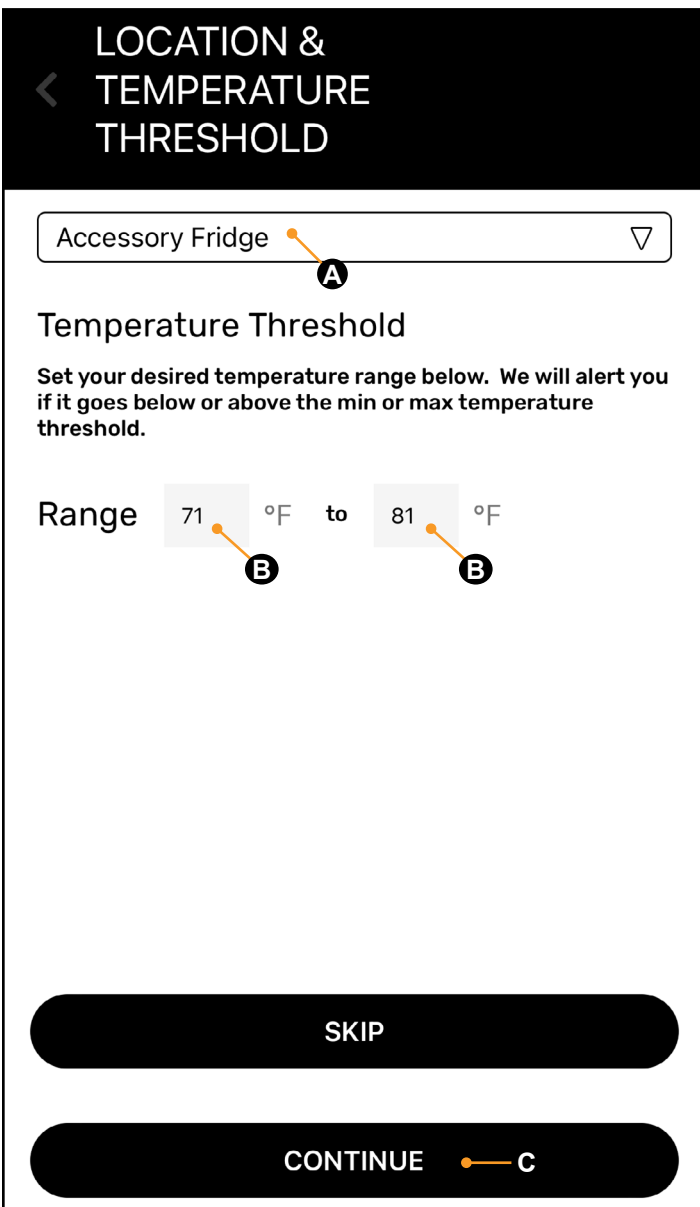 LOCATION &
TEMPERATURE
THRESHOLD
Accessory Fridge
A
Temperature Threshold
Set your desired temperature range below. We will alert you
if it goes below or above the min or max temperature
threshold.
Range 71 °F to 81 °F
B B
SKIP
CONTINUE C